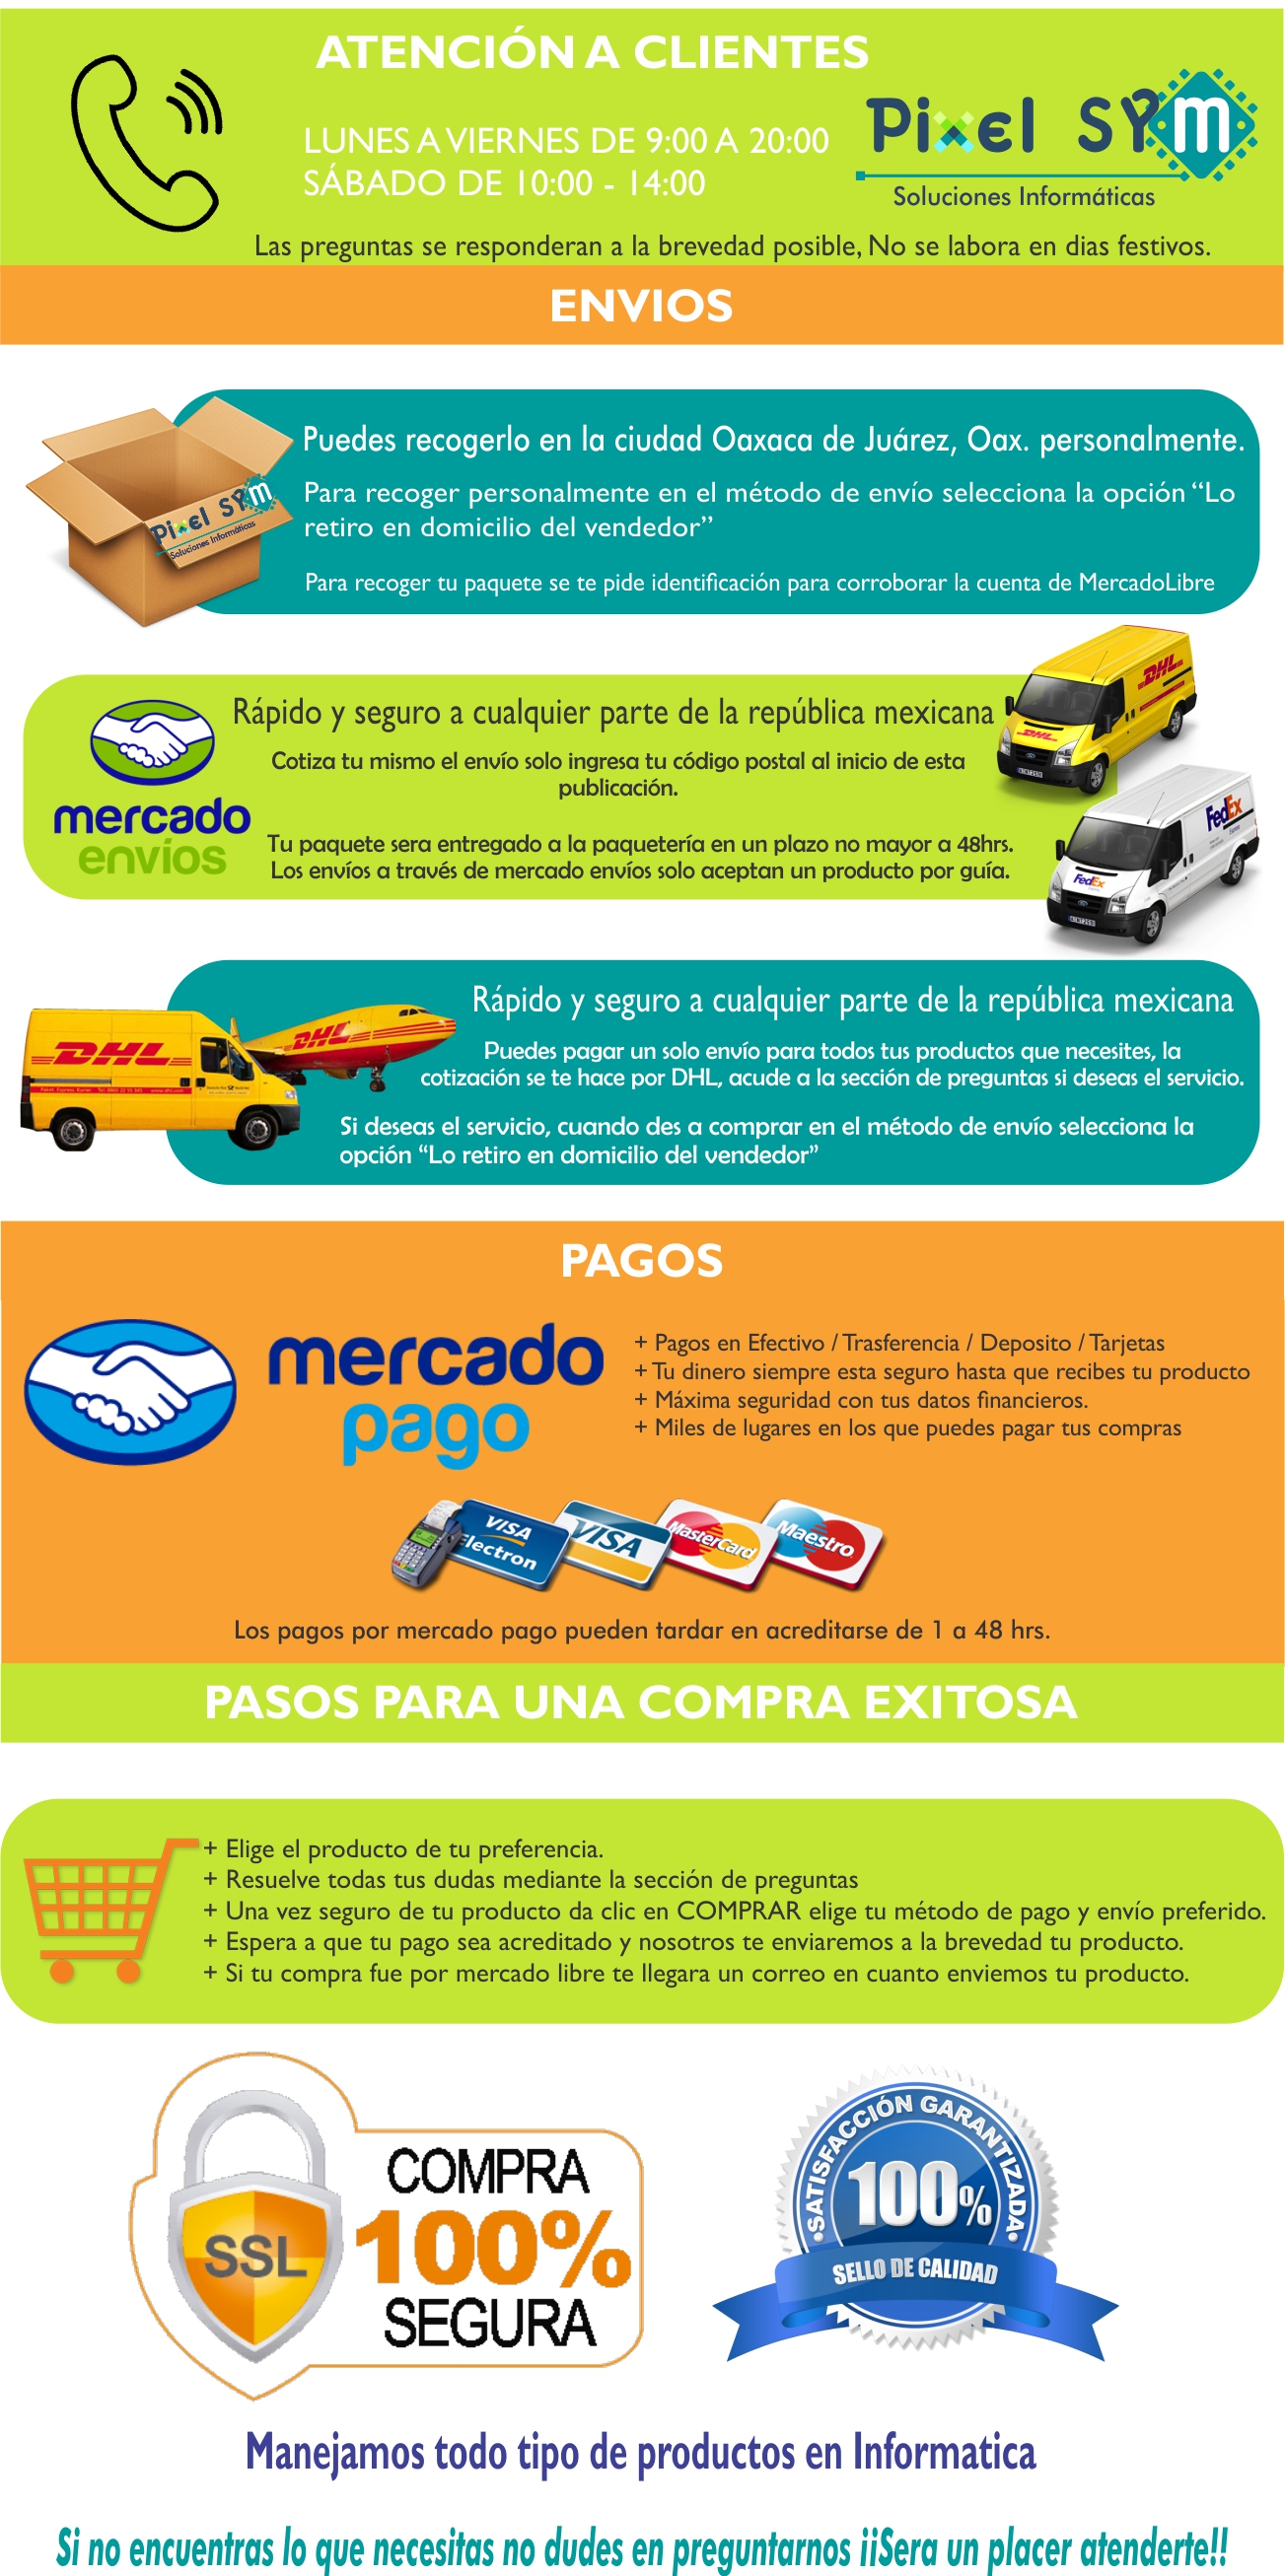 ATENCIÓN A CLIENTES
LUNES A VIERNES DE 9:00 A 20:00
SÁBADO DE 10:00 - 14:00
Pixel SYm
Soluciones Informáticas
Las preguntas se responderan a la brevedad posible, No se labora en dias festivos.
ENVIOS
Puedes recogerlo en la ciudad Oaxaca de Juárez, Oax. personalmente.
Para recoger personalmente en el método de envío selecciona la opción “Lo
retiro en domicilio del vendedor”
Para recoger tu paquete se te pide identificación para corroborar la cuenta de MercadoLibre
Pixel SYm
Soluciones Informáticas
Rápido y seguro a cualquier parte de la república mexicana
Cotiza tu mismo el envío solo ingresa tu código postal al inicio de esta
publicación.
mercado
envíos
Tu paquete sera entregado a la paquetería en un plazo no mayor a 48hrs.
Los envíos a través de mercado envíos solo aceptan un producto por guía.
DHL
DHL
FedEx
FedEx
Rápido y seguro a cualquier parte de la república mexicana
Puedes pagar un solo envío para todos tus productos que necesites, la
cotización se te hace por DHL, acude a la sección de preguntas si deseas el servicio.
Si deseas el servicio, cuando des a comprar en el método de envío selecciona la
opción “Lo retiro en domicilio del vendedor”
DHL
DHL
PAGOS
mercado
pago
+ Pagos en Efectivo / Trasferencia / Deposito / Tarjetas
+ Tu dinero siempre esta seguro hasta que recibes tu producto
+ Máxima seguridad con tus datos financieros.
+ Miles de lugares en los que puedes pagar tus compras
VISA
Electron
VISA
MasterCard
Maestro
Los pagos por mercado pago pueden tardar en acreditarse de 1 a 48 hrs.
PASOS PARA UNA COMPRA EXITOSA
+ Elige el producto de tu preferencia.
+ Resuelve todas tus dudas mediante la sección de preguntas
+ Una vez seguro de tu producto da clic en COMPRAR elige tu método de pago y envío preferido.
+ Espera a que tu pago sea acreditado y nosotros te enviaremos a la brevedad tu producto.
+ Si tu compra fue por mercado libre te llegara un correo en cuanto enviemos tu producto.
SSL
COMPRA
100%
SEGURA
SATISFACCIÓN GARANTIZADA
100%
SELLO DE CALIDAD
Manejamos todo tipo de productos en Informatica
Si no encuentras lo que necesitas no dudes en preguntarnos ¡¡Sera un placer atenderte!!